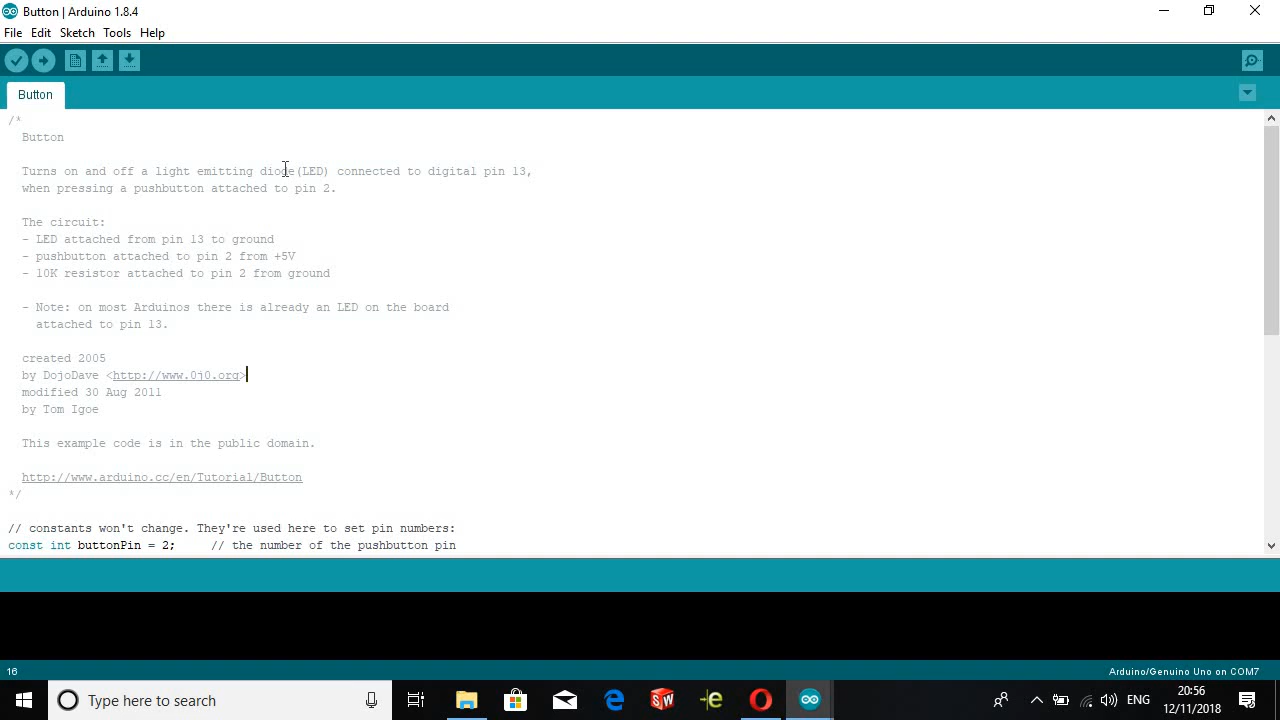 Button | Arduino 1.8.4
File Edit Sketch Tools Help
Button
/*
Button
Turns on and off a light emitting diode(LED) connected to digital pin 13,
when pressing a pushbutton attached to pin 2.
The circuit:
- LED attached from pin 13 to ground
- pushbutton attached to pin 2 from +5V
- 10K resistor attached to pin 2 from ground
- Note: on most Arduinos there is already an LED on the board
attached to pin 13.
created 2005
by DojoDave <http://www.0j0.org>
modified 30 Aug 2011
by Tom Igoe
This example code is in the public domain.
http://www.arduino.cc/en/Tutorial/Button
*/
// constants won't change. They're used here to set pin numbers:
const int buttonPin = 2;     // the number of the pushbutton pin
16
Arduino/Genuino Uno on COM7
Type here to search
SW
e
ENG
20:56
12/11/2018